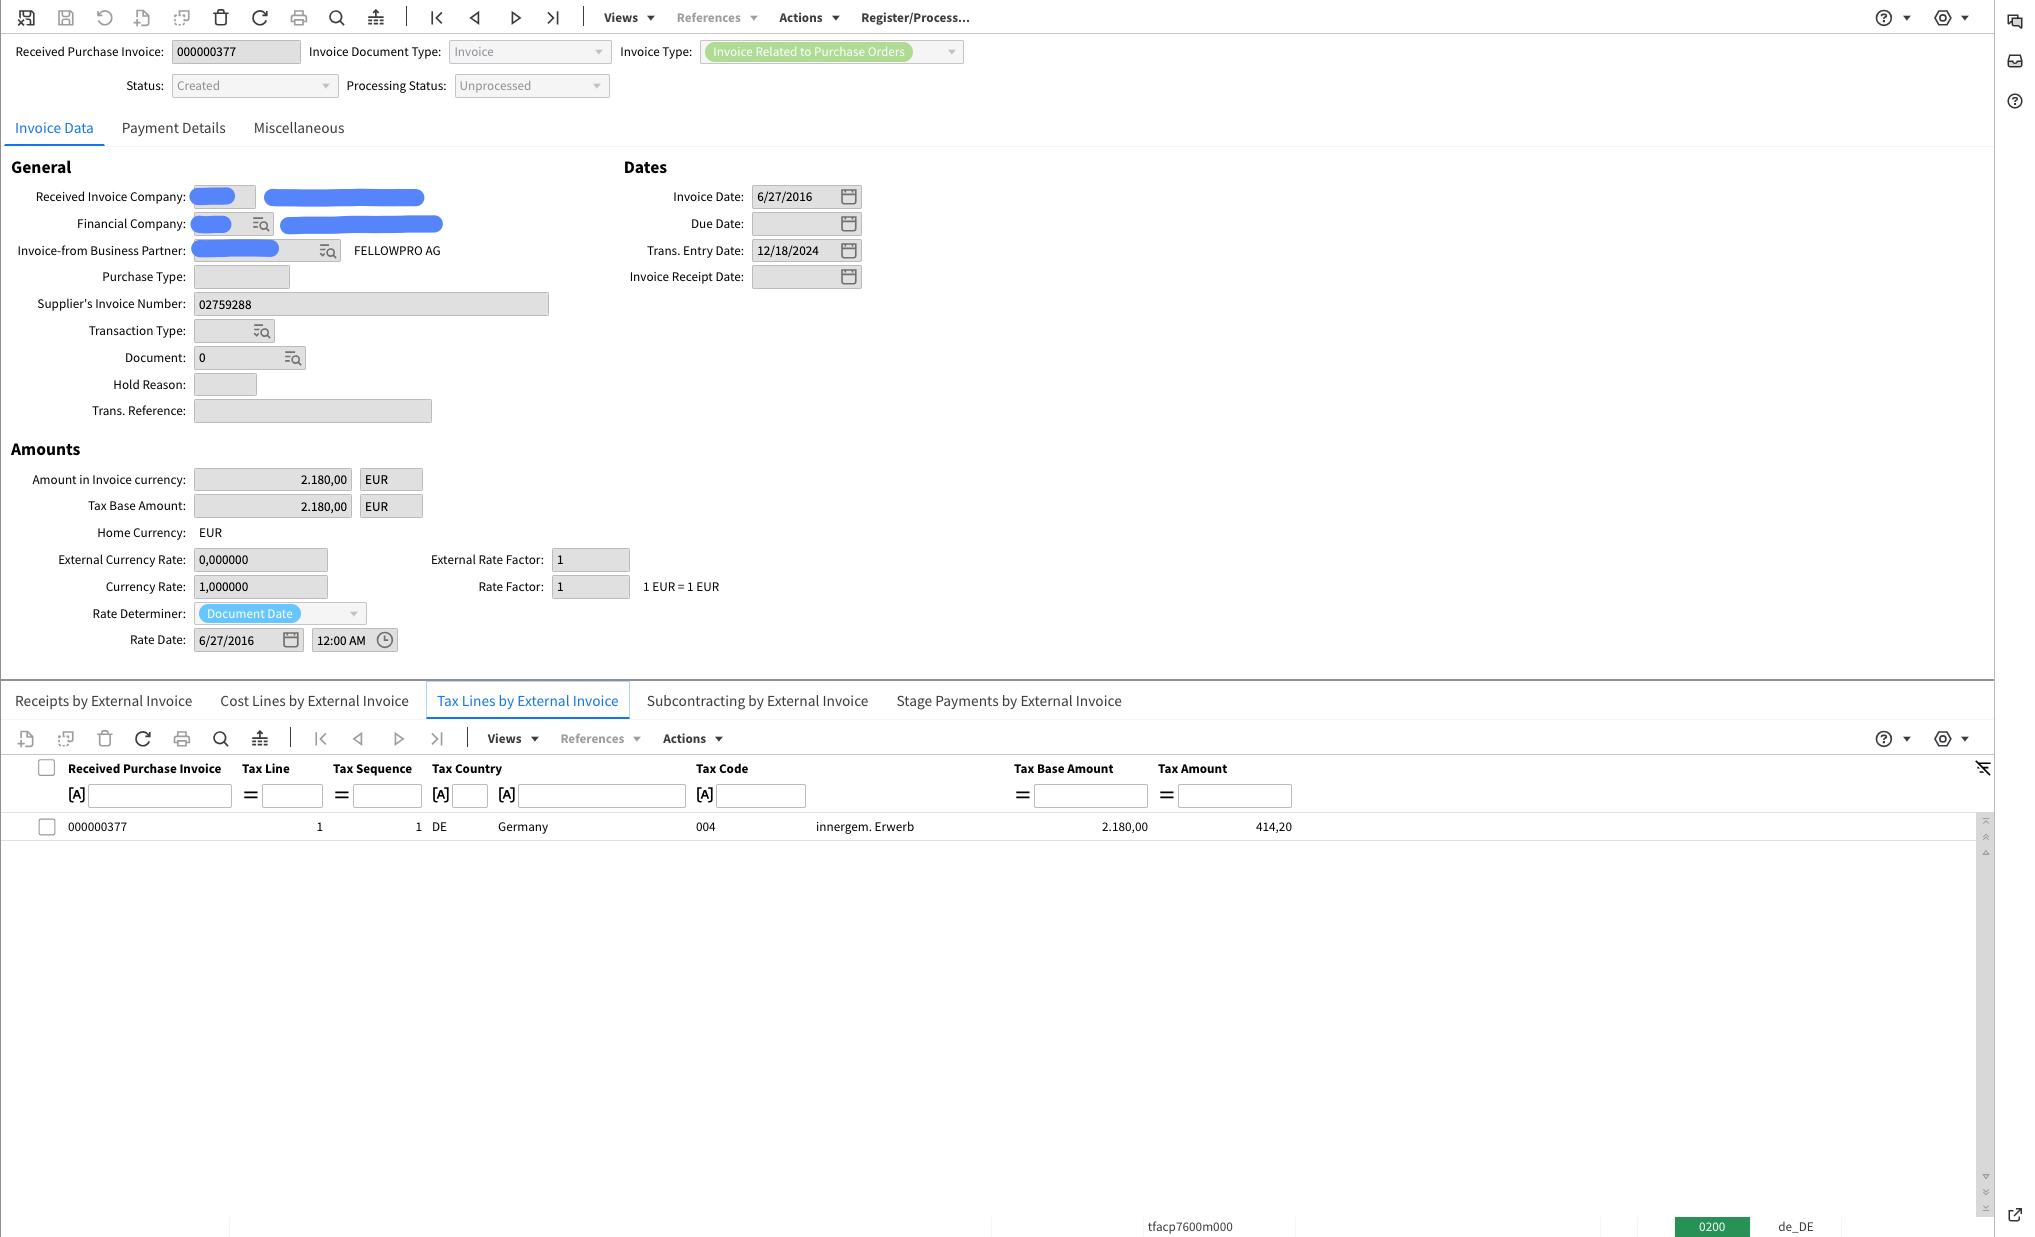 Views References Actions Register/Process...
Received Purchase Invoice: 000000377 Invoice Document Type: Invoice Invoice Type: Invoice Related to Purchase Orders
Status: Created Processing Status: Unprocessed
Invoice Data Payment Details Miscellaneous
General Dates
Received Invoice Company: Invoice Date: 6/27/2016
Financial Company: Due Date:
Invoice-from Business Partner: FELLOWPRO AG Trans. Entry Date: 12/18/2024
Purchase Type: Invoice Receipt Date:
Supplier's Invoice Number: 02759288
Transaction Type:
Document: 0
Hold Reason:
Trans. Reference:
Amounts
Amount in Invoice currency: 2.180,00 EUR
Tax Base Amount: 2.180,00 EUR
Home Currency: EUR
External Currency Rate: 0,000000 External Rate Factor: 1
Currency Rate: 1,000000 Rate Factor: 1 1 EUR = 1 EUR
Rate Determiner: Document Date
Rate Date: 6/27/2016 12:00 AM
Receipts by External Invoice Cost Lines by External Invoice Tax Lines by External Invoice Subcontracting by External Invoice Stage Payments by External Invoice
Views References Actions
Received Purchase Invoice Tax Line Tax Sequence Tax Country Tax Code Tax Base Amount Tax Amount
[A] = = [A] [A] [A] = =
000000377 1 1 DE Germany 004 innergem. Erwerb 2.180,00 414,20
tfacp7600m000 0200 de_DE